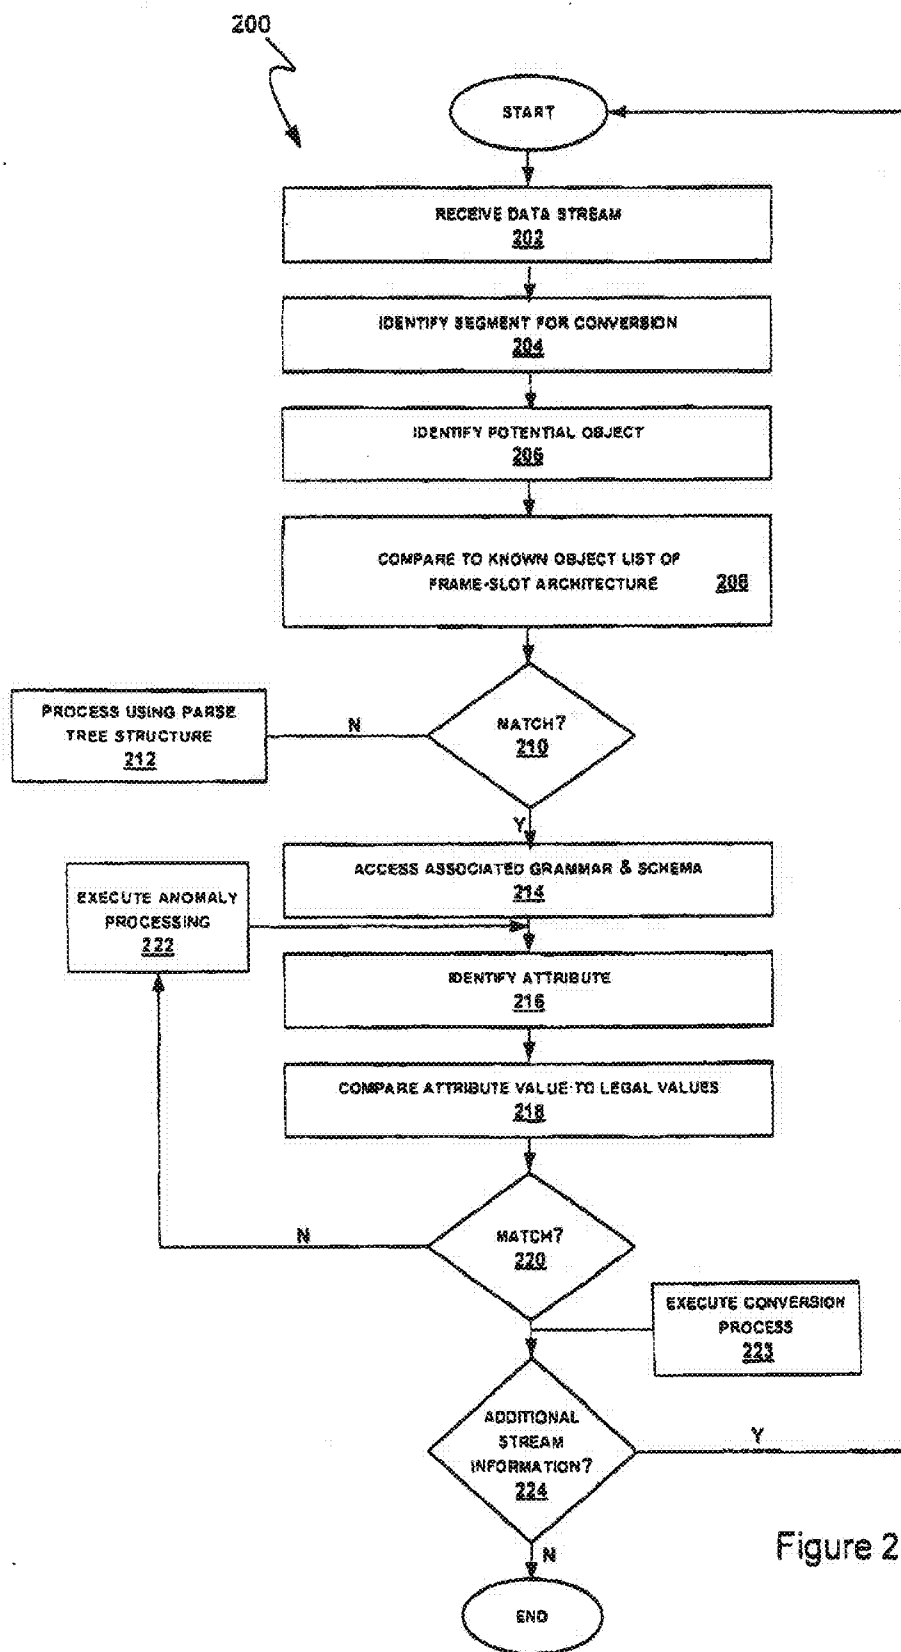 200
START
RECEIVE DATA STREAM
202
IDENTIFY SEGMENT FOR CONVERSION
204
IDENTIFY POTENTIAL OBJECT
206
COMPARE TO KNOWN OBJECT LIST OF
FRAME-SLOT ARCHITECTURE
208
MATCH?
210
N
PROCESS USING PARSE
TREE STRUCTURE
212
Y
ACCESS ASSOCIATED GRAMMAR & SCHEMA
214
EXECUTE ANOMALY
PROCESSING
222
IDENTIFY ATTRIBUTE
216
COMPARE ATTRIBUTE VALUE TO LEGAL VALUES
218
MATCH?
220
N
EXECUTE CONVERSION
PROCESS
223
ADDITIONAL
STREAM
INFORMATION?
224
Y
N
END
Figure 2